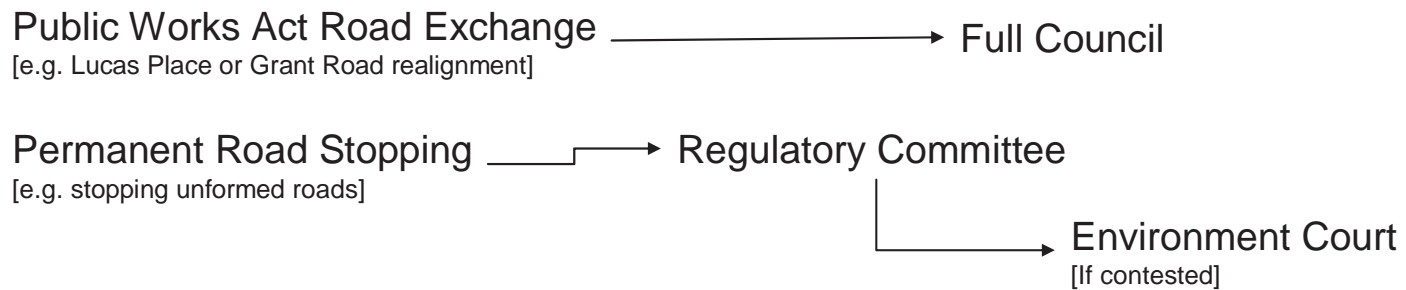 Public Works Act Road Exchange
[e.g. Lucas Place or Grant Road realignment]
Full Council
Permanent Road Stopping
[e.g. stopping unformed roads]
Regulatory Committee
Environment Court
[If contested]